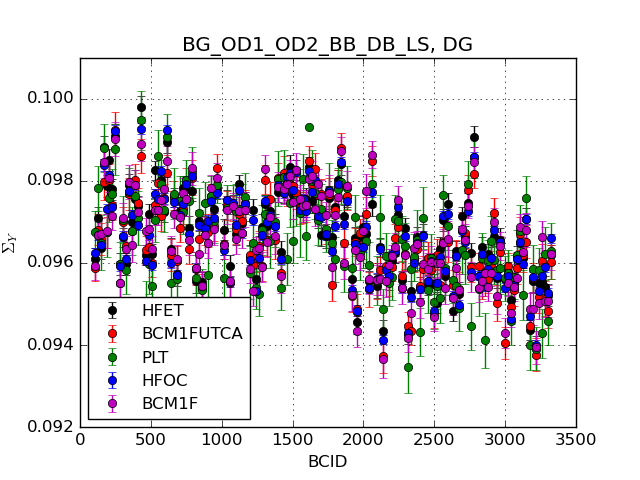 BG_OD1_OD2_BB_DB_LS, DG
0.100
0.098
0.096
0.094
0.092
Σ_Y
HFET
BCM1FUTCA
PLT
HFOC
BCM1F
0 500 1000 1500 2000 2500 3000 3500
BCID